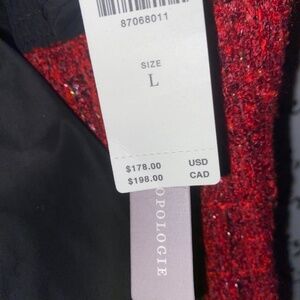 87068011
SIZE
L
$178.00 USD
$198.00 CAD
OPOLOGIE